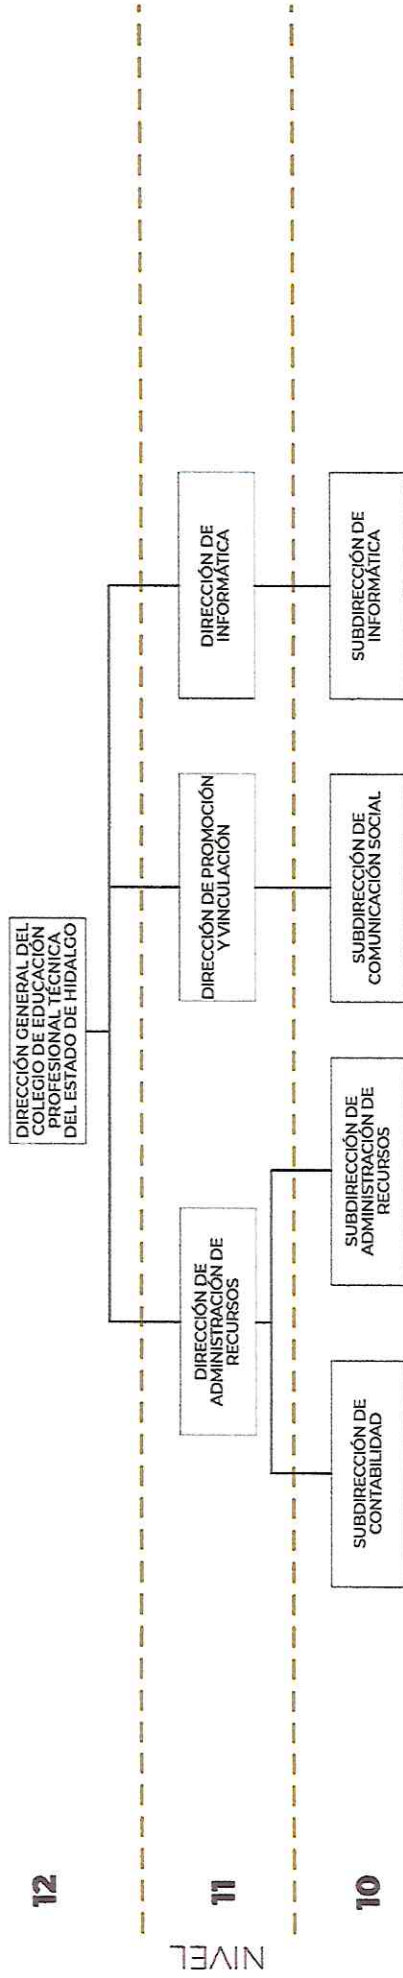 12
DIRECCIÓN GENERAL DEL
COLEGIO DE EDUCACIÓN
PROFESIONAL TÉCNICA
DEL ESTADO DE HIDALGO
NIVEL
11
DIRECCIÓN DE
ADMINISTRACIÓN DE
RECURSOS
DIRECCIÓN DE PROMOCIÓN
Y VINCULACIÓN
DIRECCIÓN DE
INFORMÁTICA
10
SUBDIRECCIÓN DE
CONTABILIDAD
SUBDIRECCIÓN DE
ADMINISTRACIÓN DE
RECURSOS
SUBDIRECCIÓN DE
COMUNICACIÓN SOCIAL
SUBDIRECCIÓN DE
INFORMÁTICA